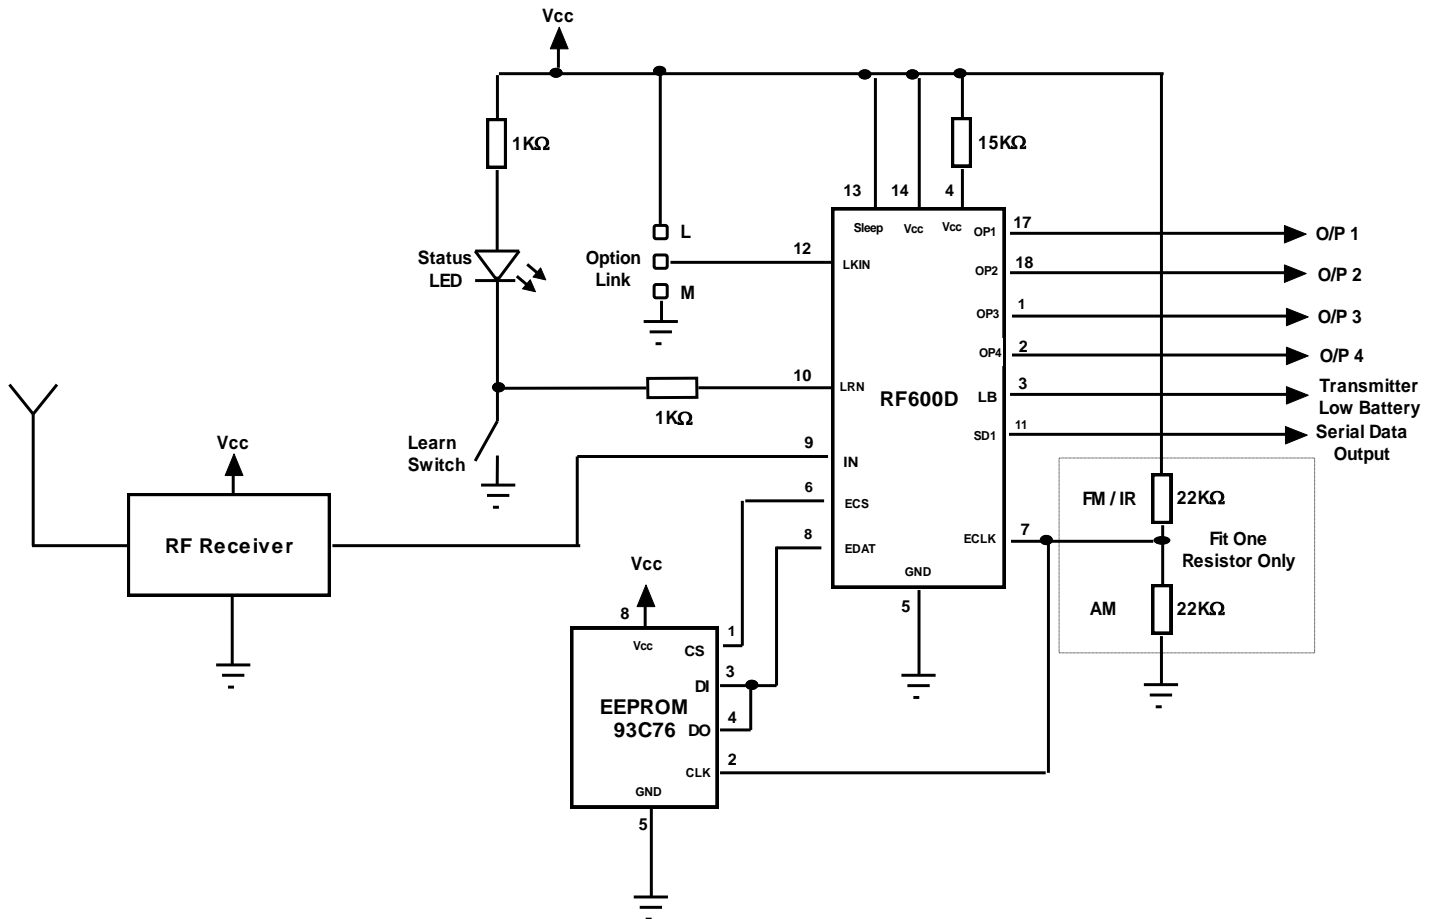 Vcc
1KΩ
15KΩ
13
14
4
Sleep
Vcc
Vcc
OP1
17
O/P 1
L
Option
Link
M
12
LKIN
Status
LED
OP2
18
O/P 2
OP3
1
O/P 3
OP4
2
O/P 4
10
LRN
1KΩ
RF600D
LB
3
Transmitter
Low Battery
SD1
11
Serial Data
Output
Learn
Switch
Vcc
9
IN
6
ECS
8
EDAT
ECLK
7
FM / IR
22KΩ
Fit One
Resistor Only
AM
22KΩ
RF Receiver
GND
5
Vcc
8
Vcc
1
CS
3
DI
EEPROM
93C76
4
DO
2
CLK
GND
5